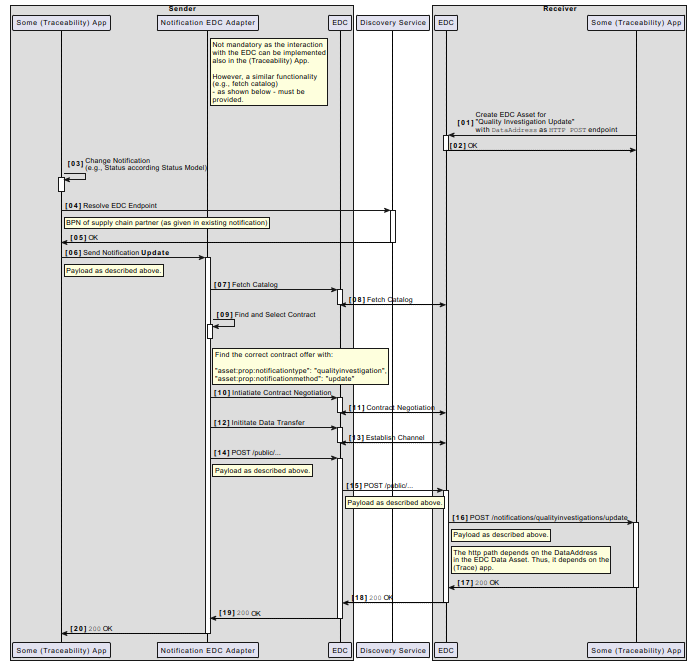 Sender
Receiver
Some (Traceability) App
Notification EDC Adapter
EDC
Discovery Service
EDC
Some (Traceability) App
Not mandatory as the interaction
with the EDC can be implemented
also in the (Traceability) App.
However, a similar functionality
(e.g., fetch catalog)
- as shown below - must be
provided.
Create EDC Asset for
[01] "Quality Investigation Update"
with DataAddress as HTTP POST endpoint
[02] OK
[03] Change Notification
(e.g., Status according Status Model)
[04] Resolve EDC Endpoint
BPN of supply chain partner (as given in existing notification)
[05] OK
[06] Send Notification Update
Payload as described above.
[07] Fetch Catalog
[08] Fetch Catalog
[09] Find and Select Contract
Find the correct contract offer with:
"asset:prop:notificationtype": "qualityinvestigation",
"asset:prop:notificationmethod": "update"
[10] Intiatiate Contract Negotiation
[11] Contract Negotiation
[12] Inititate Data Transfer
[13] Establish Channel
[14] POST /public/...
Payload as described above.
[15] POST /public/...
Payload as described above.
[16] POST /notifications/qualityinvestigations/update
Payload as described above.
The http path depends on the DataAddress
in the EDC Data Asset. Thus, it depends on the
(Trace) app.
[17] 200 OK
[18] 200 OK
[19] 200 OK
[20] 200 OK
Some (Traceability) App
Notification EDC Adapter
EDC
Discovery Service
EDC
Some (Traceability) App